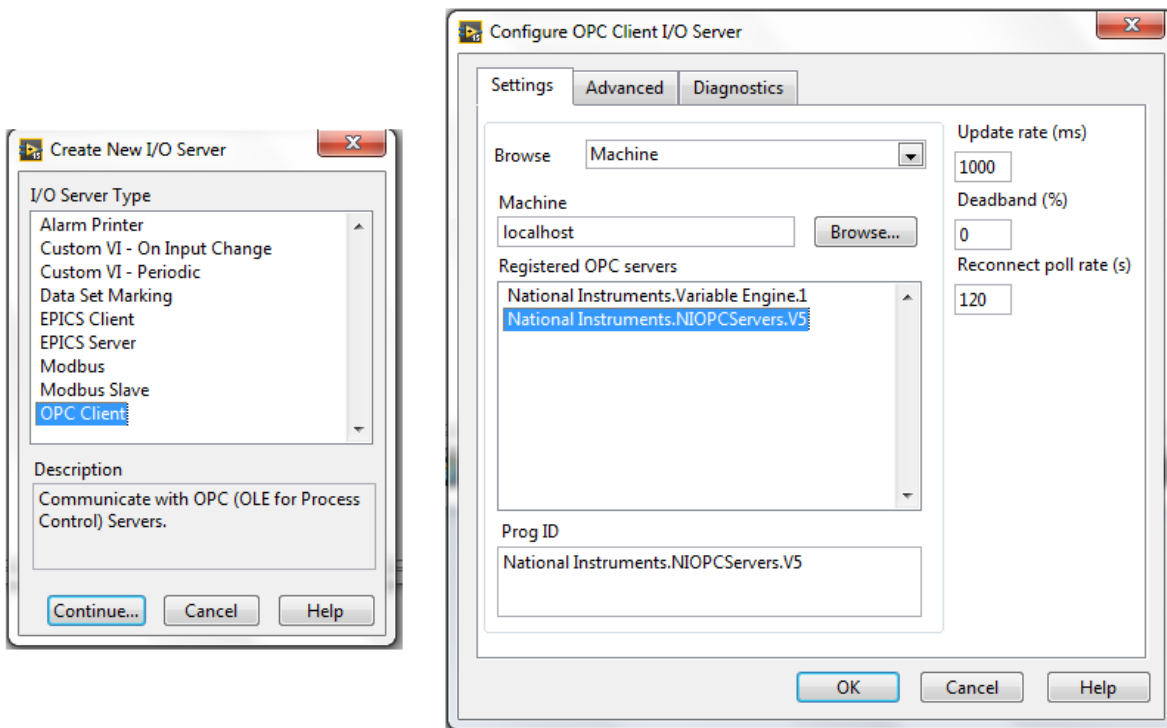 Create New I/O Server
I/O Server Type
Alarm Printer
Custom VI - On Input Change
Custom VI - Periodic
Data Set Marking
EPICS Client
EPICS Server
Modbus
Modbus Slave
OPC Client
Description
Communicate with OPC (OLE for Process
Control) Servers.
Continue...
Cancel
Help
Configure OPC Client I/O Server
Settings
Advanced
Diagnostics
Browse
Machine
Machine
localhost
Browse...
Registered OPC servers
National Instruments.Variable Engine.1
National Instruments.NIOPCServers.V5
Prog ID
National Instruments.NIOPCServers.V5
Update rate (ms)
1000
Deadband (%)
0
Reconnect poll rate (s)
120
OK
Cancel
Help